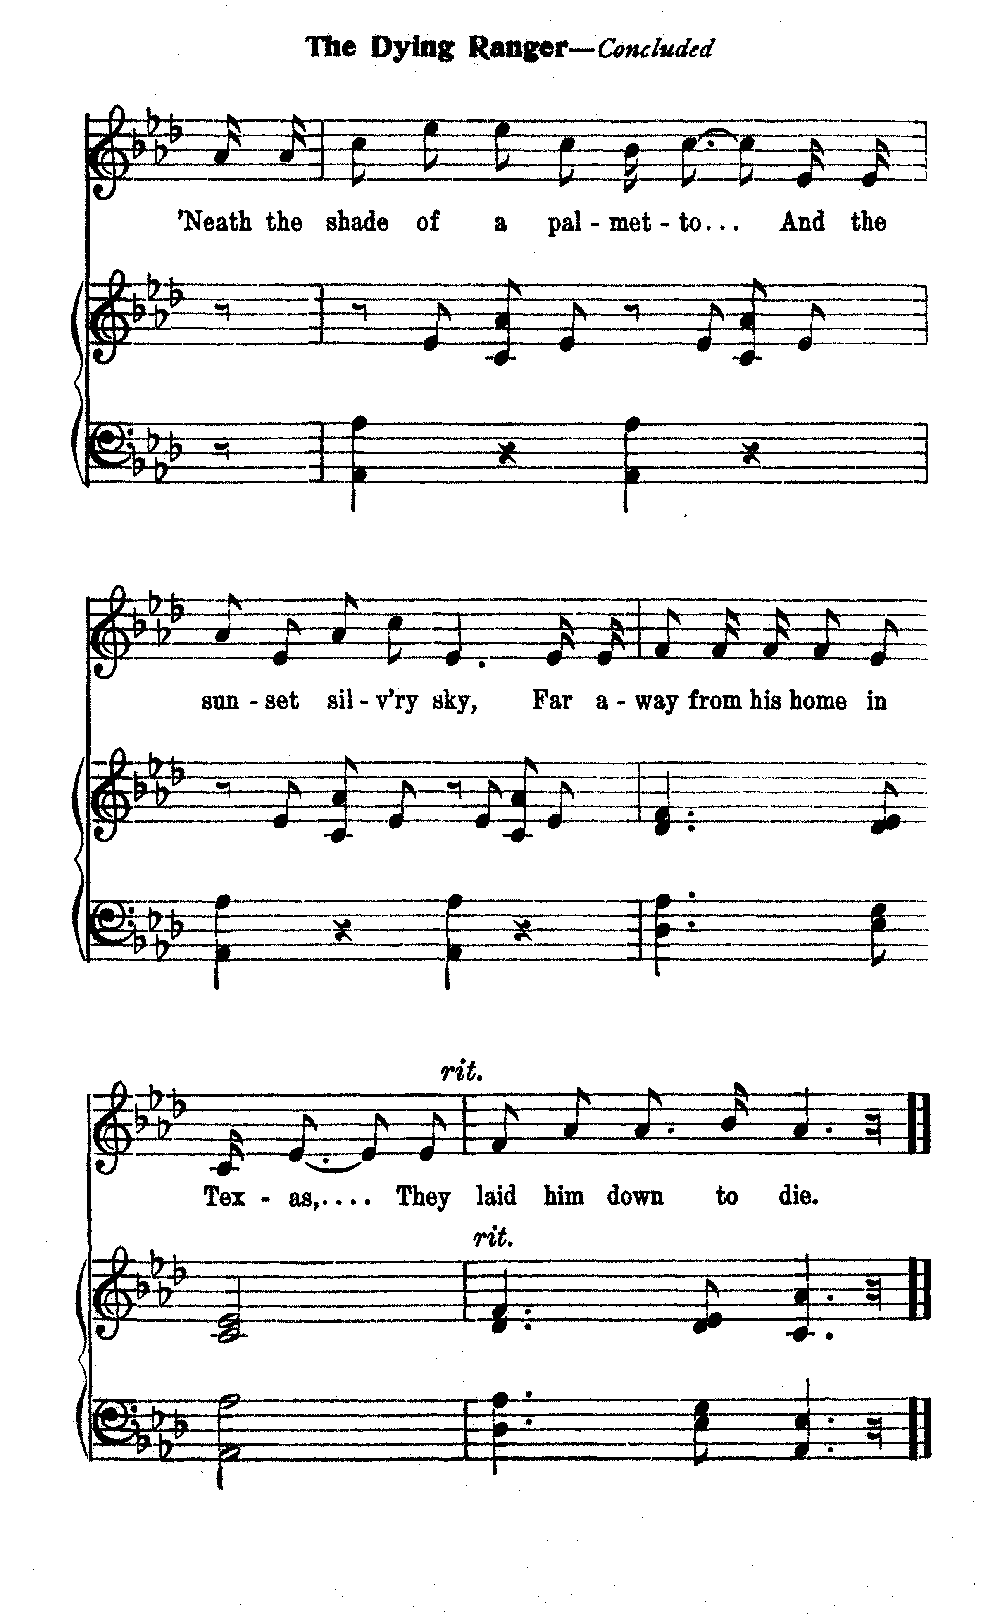 The Dying Ranger—Concluded
'Neath the shade of a pal - met - to... And the
sun - set sil - v'ry sky, Far a - way from his home in
rit.
Tex - as,.... They laid him down to die.
rit.